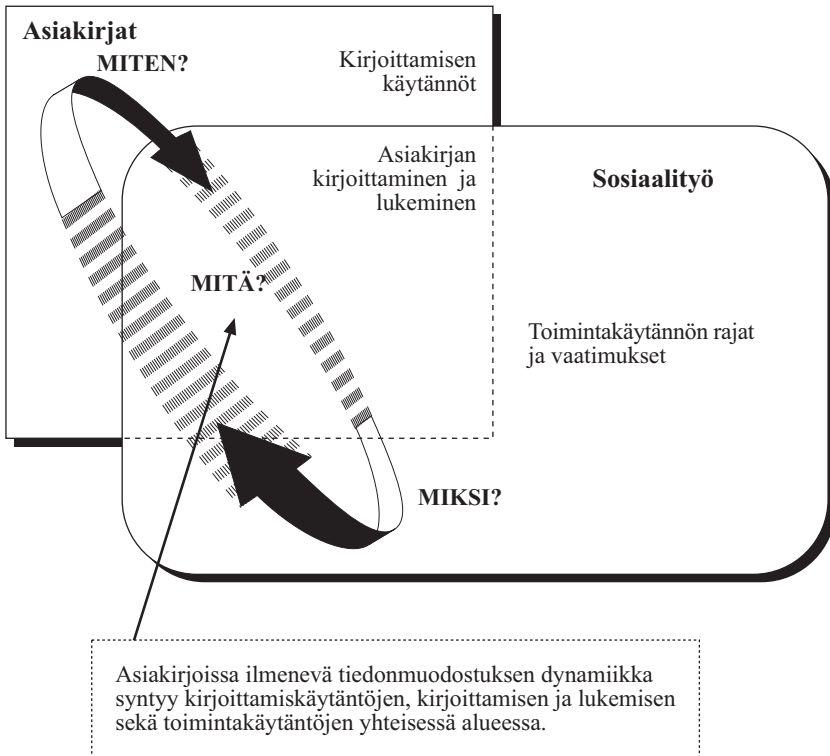 Asiakirjat
MITEN?
Kirjoittamisen
käytännöt
Asiakirjan
kirjoittaminen ja
lukeminen
Sosiaalityö
MITÄ?
Toimintakäytännön rajat
ja vaatimukset
MIKSI?
Asiakirjoissa ilmenevä tiedonmuodostuksen dynamiikka
syntyy kirjoittamiskäytäntöjen, kirjoittamisen ja lukemisen
sekä toimintakäytäntöjen yhteisessä alueessa.